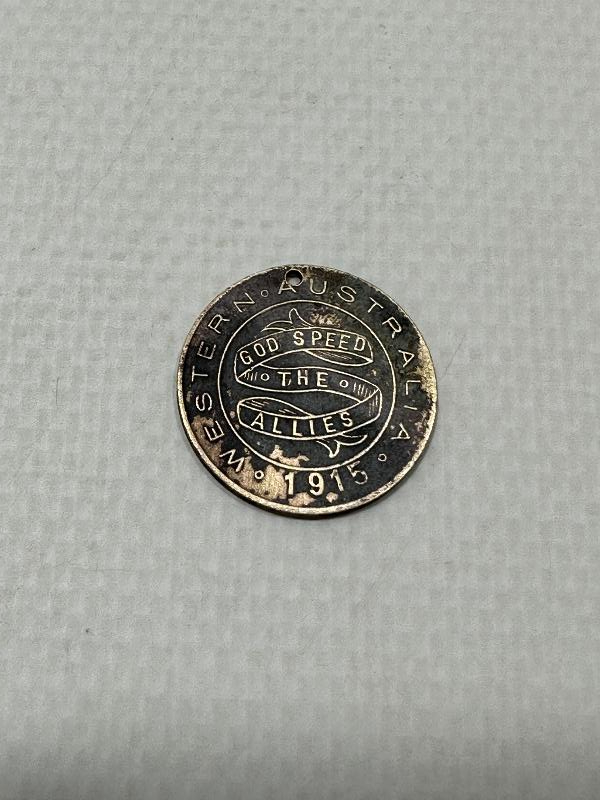 WESTERN · AUSTRALIA
GOD SPEED
THE
ALLIES
1915